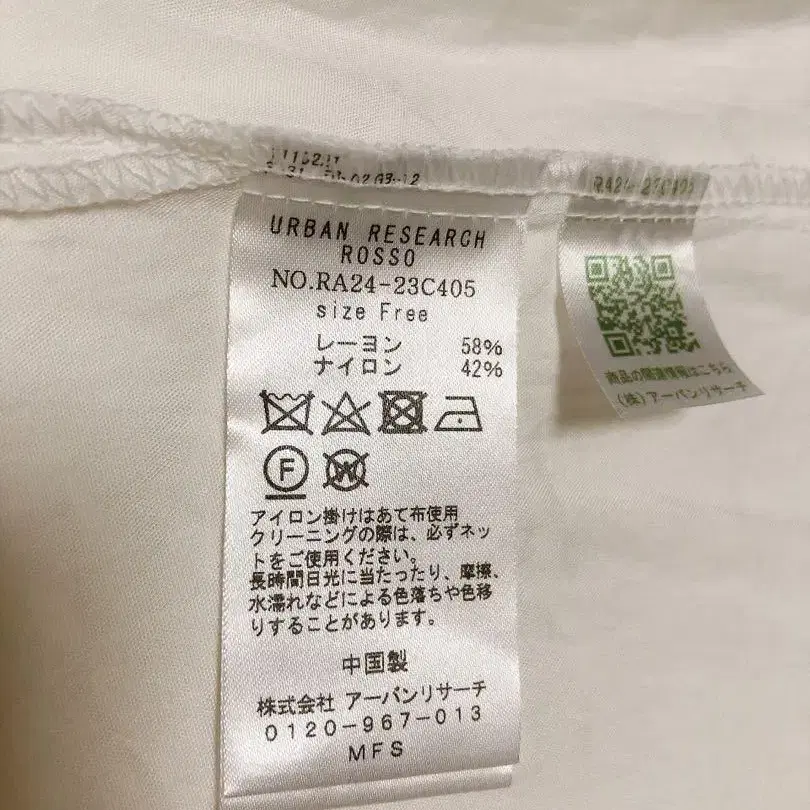 URBAN RESEARCH
ROSSO
NO.RA24-23C405
size Free
レーヨン 58%
ナイロン 42%
F
W
アイロン掛けはあて布使用
クリーニングの際は、必ずネッ
トをご使用ください。
長時間日光に当たったり、摩擦、
水濡れなどによる色落ちや色移
りすることがあります。
中国製
株式会社 アーバンリサーチ
0120-967-013
MFS
RA24-23C405
商品の関連情報はこちら
(株)アーバンリサーチ